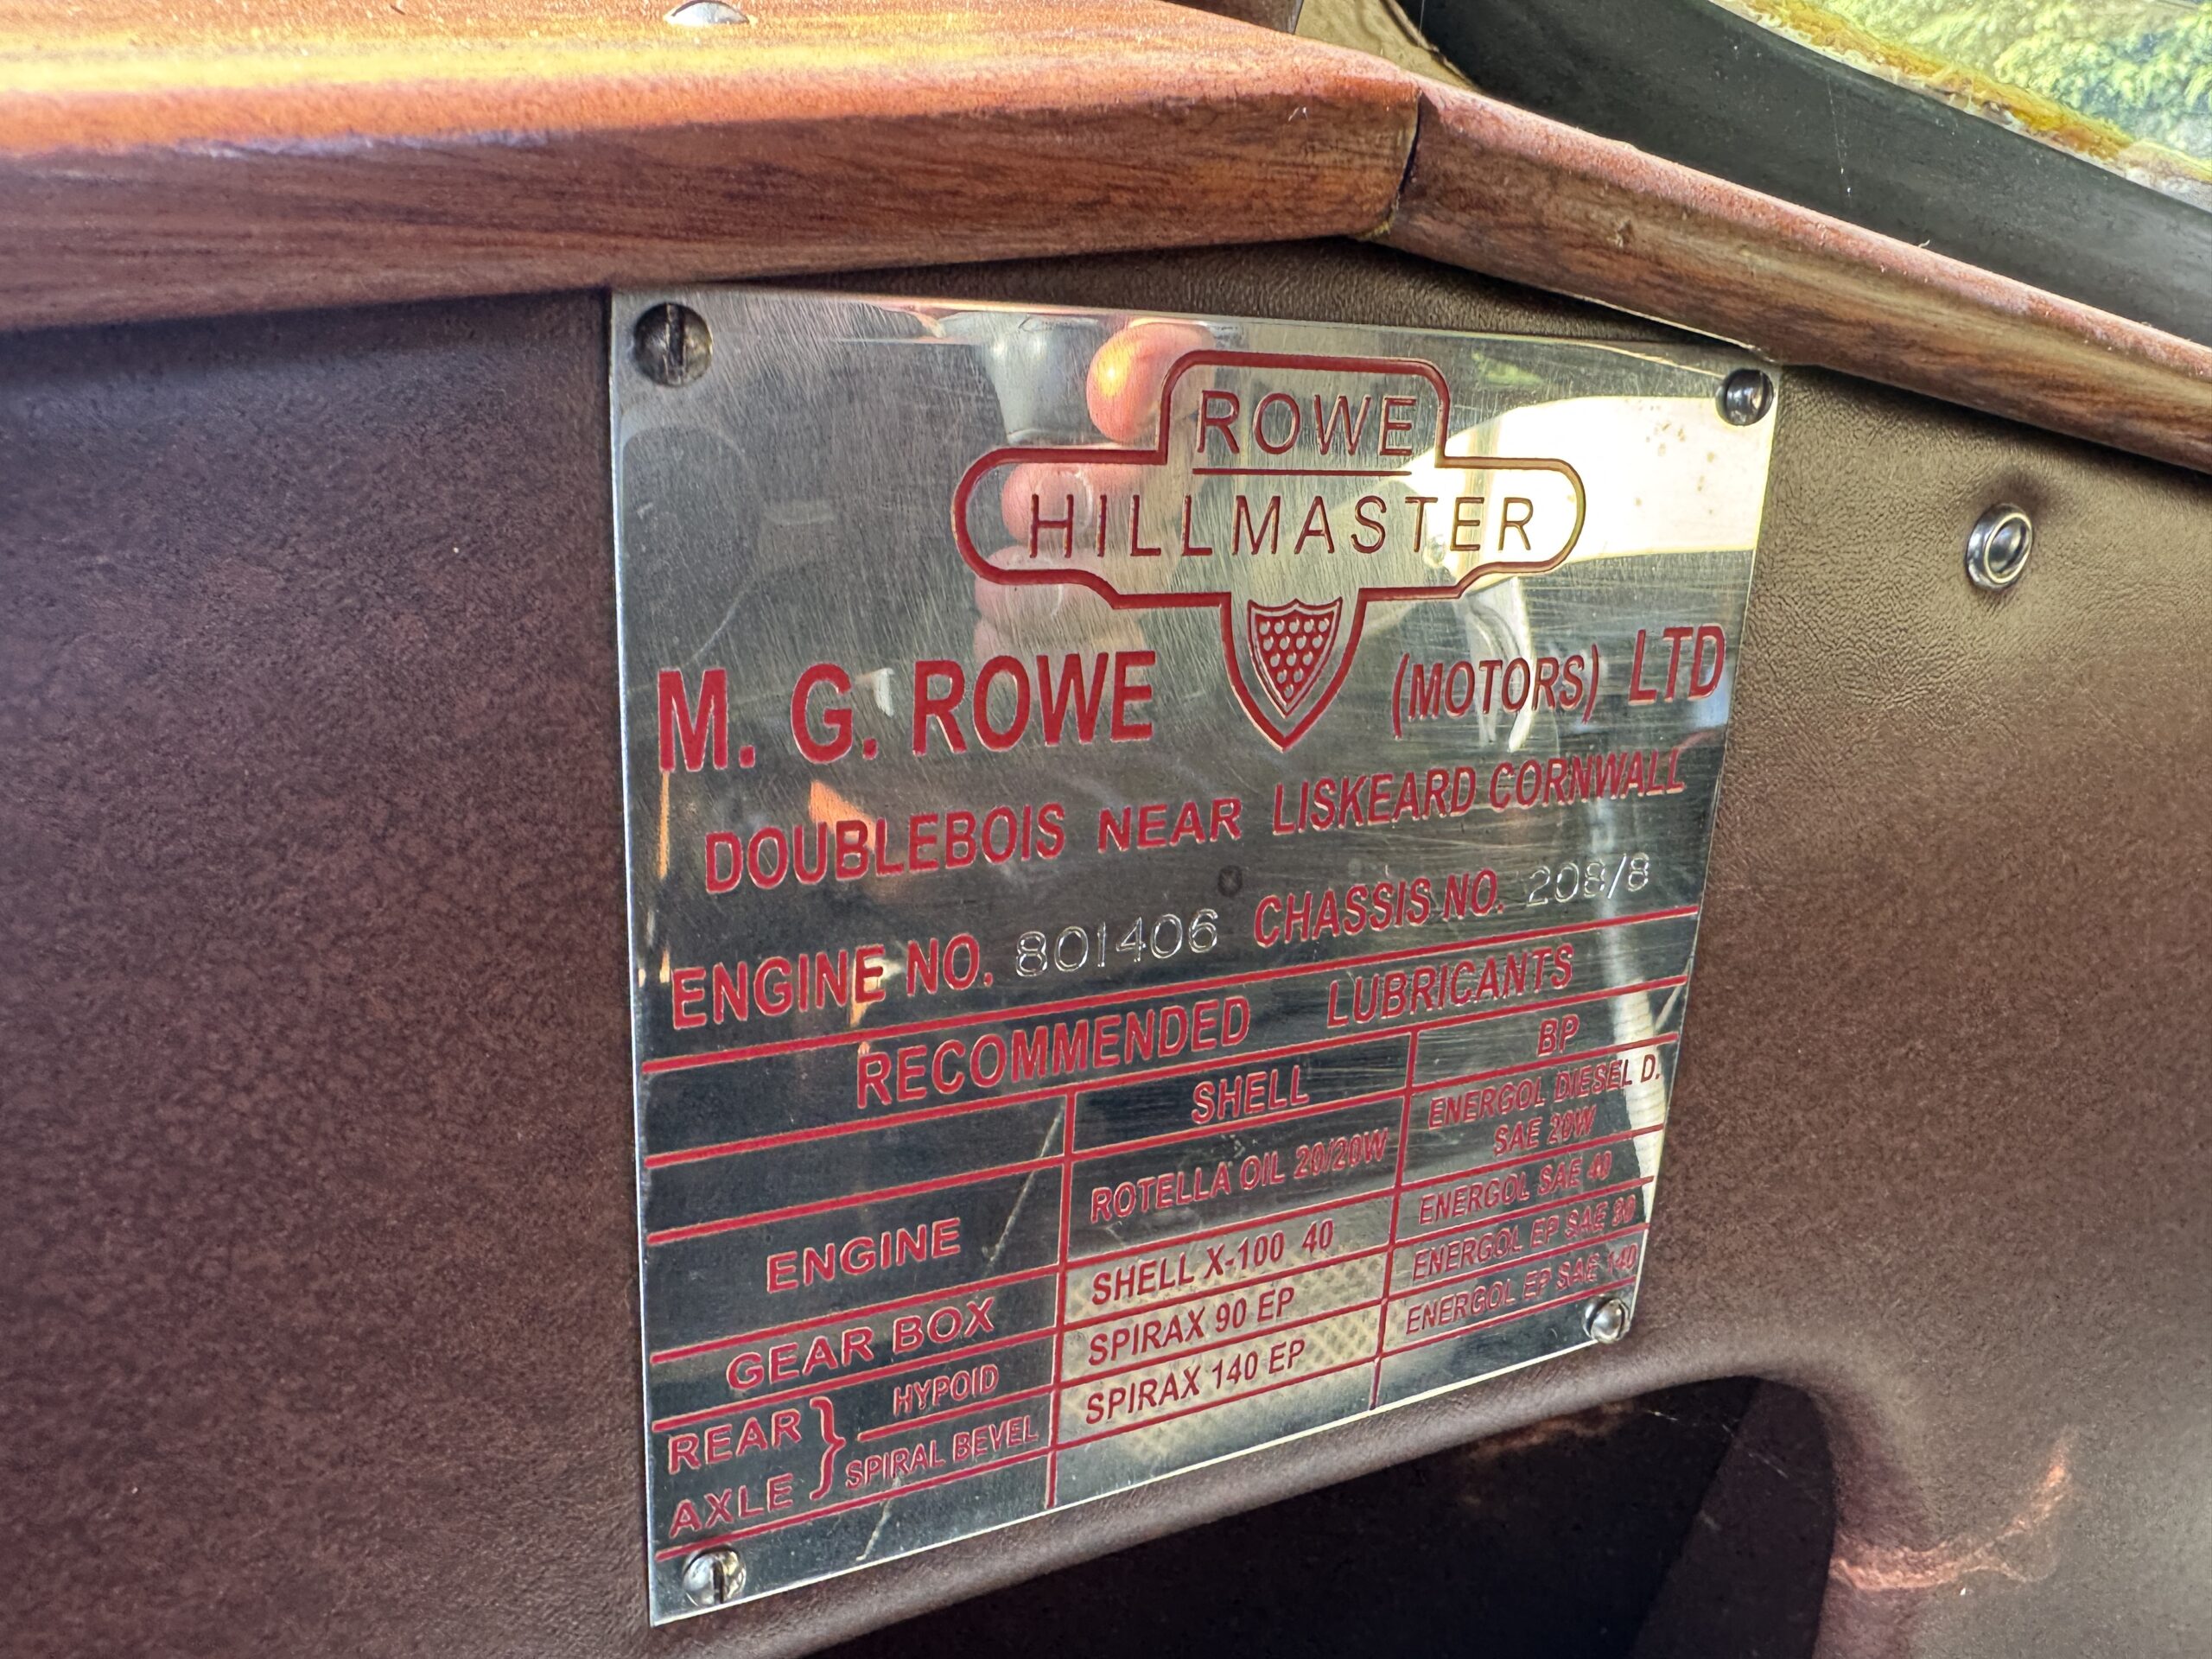 ROWE
HILLMASTER
M. G. ROWE (MOTORS) LTD
DOUBLEBOIS NEAR LISKEARD CORNWALL
ENGINE NO. 801406 CHASSIS NO. 208/8
RECOMMENDED LUBRICANTS
SHELL BP
ENGINE ROTELLA OIL 20/20W ENERGOL DIESEL D.
SAE 20W
GEAR BOX SHELL X-100 40 ENERGOL SAE 40
REAR AXLE } HYPOID SPIRAX 90 EP ENERGOL EP SAE 90
SPIRAL BEVEL SPIRAX 140 EP ENERGOL EP SAE 140